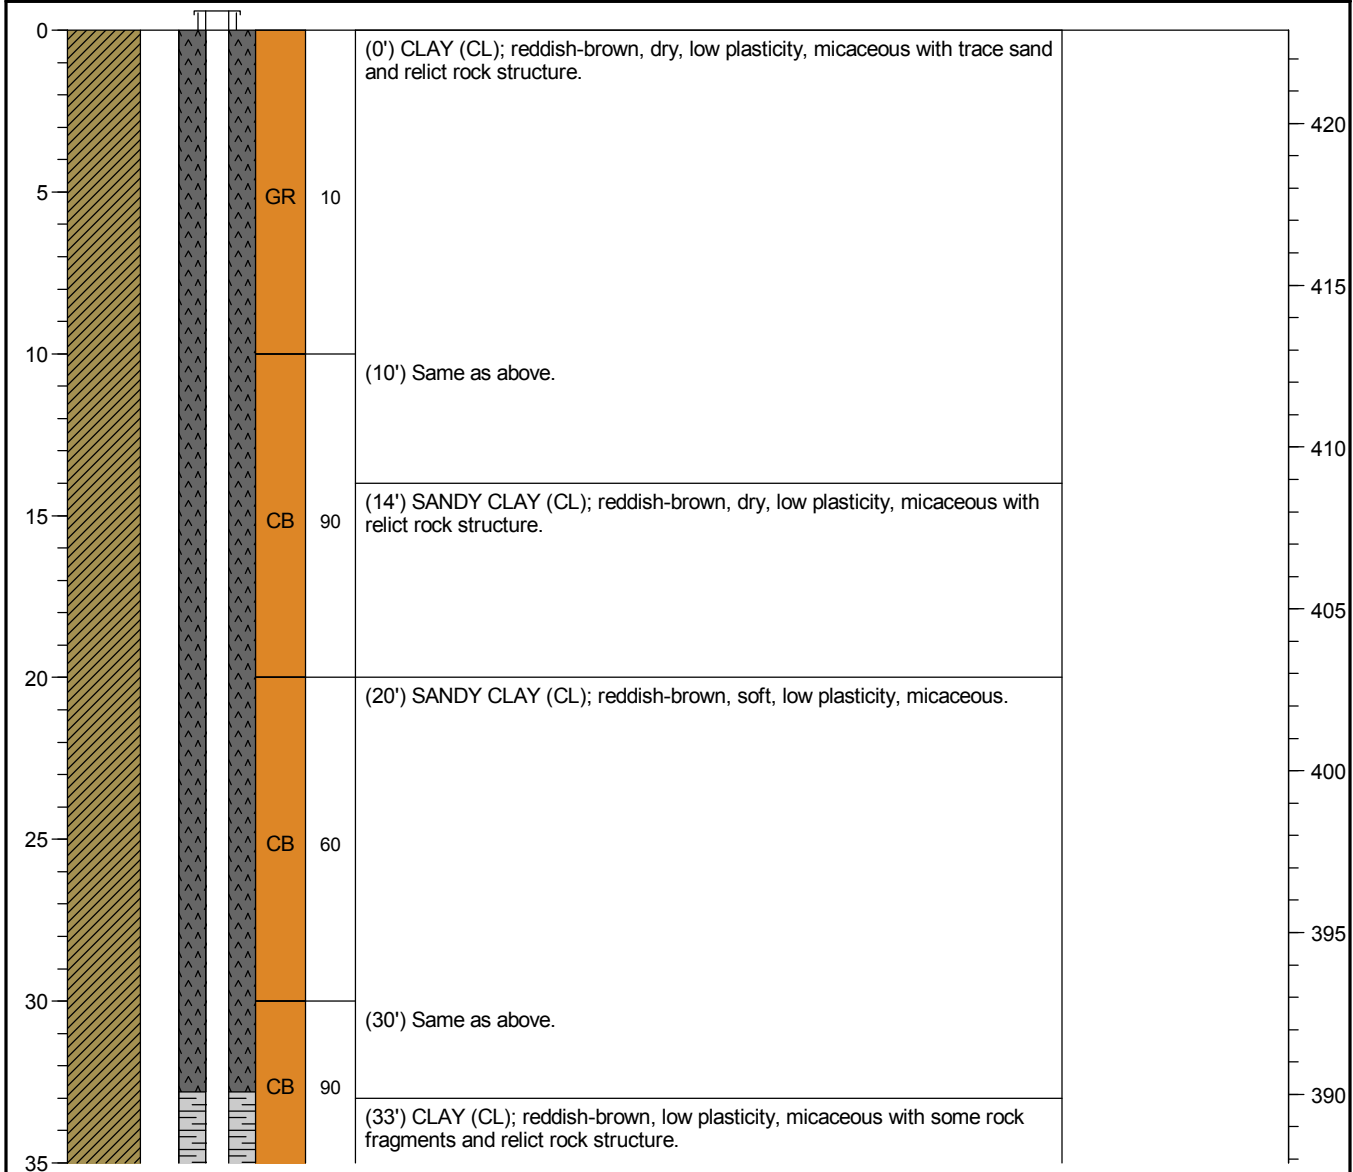 0
(0') CLAY (CL); reddish-brown, dry, low plasticity, micaceous with trace sand
and relict rock structure.
420
5
GR 10
415
10
(10') Same as above.
410
(14') SANDY CLAY (CL); reddish-brown, dry, low plasticity, micaceous with
relict rock structure.
15
CB 90
405
20
(20') SANDY CLAY (CL); reddish-brown, soft, low plasticity, micaceous.
400
25
CB 60
395
30
(30') Same as above.
CB 90
390
(33') CLAY (CL); reddish-brown, low plasticity, micaceous with some rock
fragments and relict rock structure.
35